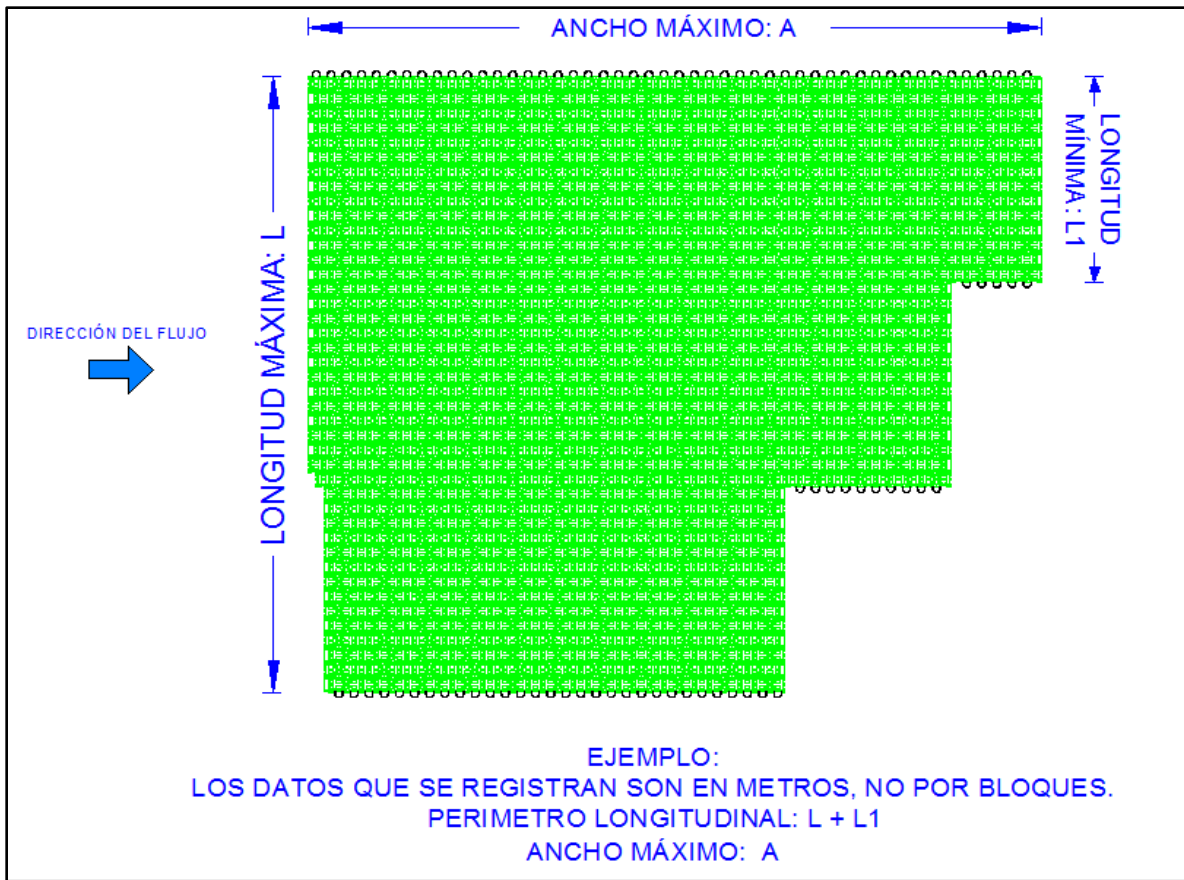 ANCHO MÁXIMO: A
LONGITUD
MÍNIMA: L1
LONGITUD MÁXIMA: L
DIRECCIÓN DEL FLUJO
EJEMPLO:
LOS DATOS QUE SE REGISTRAN SON EN METROS, NO POR BLOQUES.
PERIMETRO LONGITUDINAL: L + L1
ANCHO MÁXIMO: A